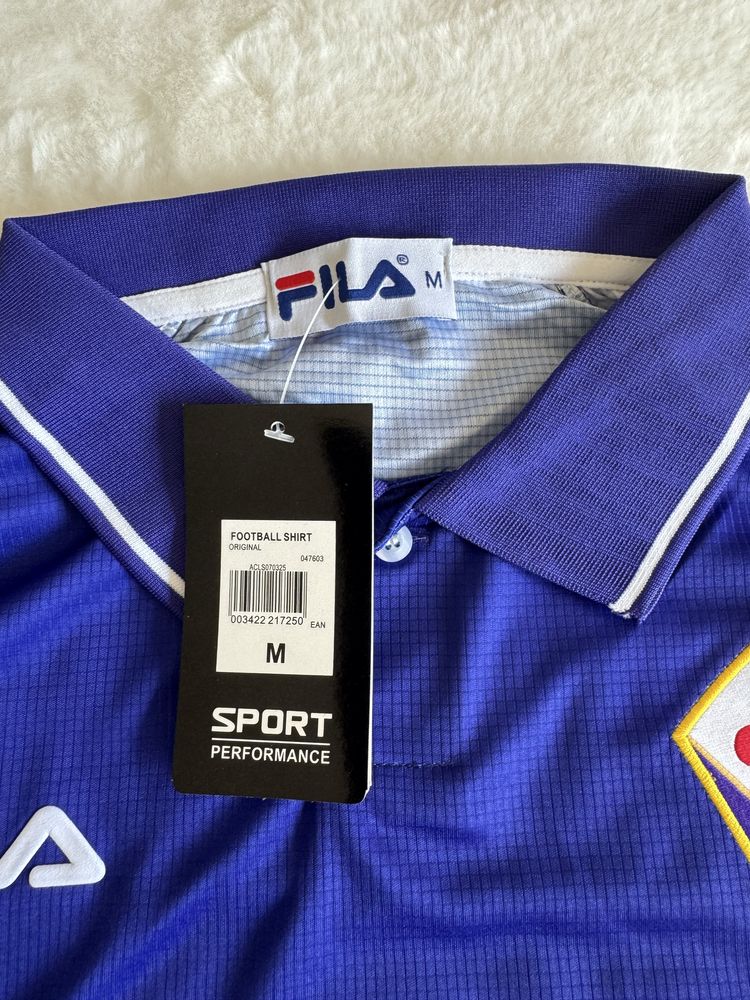 FILA® M
FOOTBALL SHIRT
ORIGINAL
047603
ACLS070325
003422 217250 EAN
M
SPORT
PERFORMANCE
A